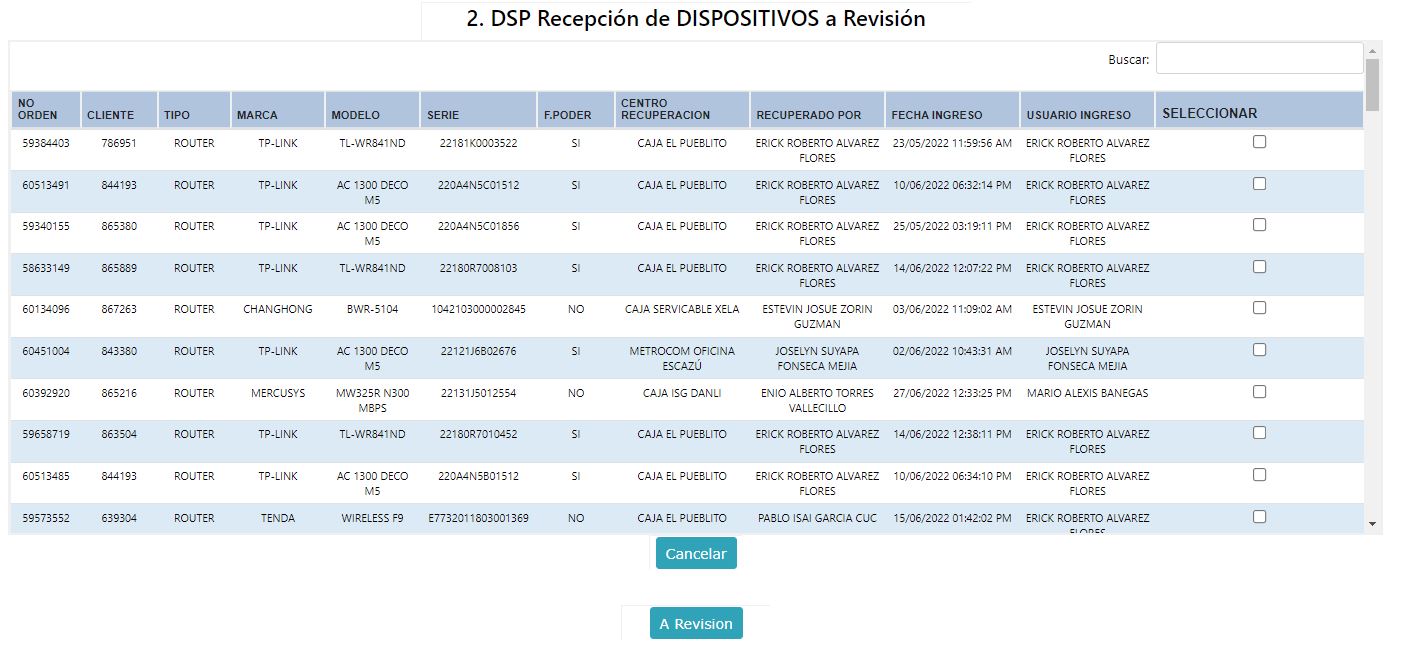 2. DSP Recepción de DISPOSITIVOS a Revisión
Buscar:
NO ORDEN CLIENTE TIPO MARCA MODELO SERIE F.PODER CENTRO RECUPERACION RECUPERADO POR FECHA INGRESO USUARIO INGRESO SELECCIONAR
59384403 786951 ROUTER TP-LINK TL-WR841ND 22181K0003522 SI CAJA EL PUEBLITO ERICK ROBERTO ALVAREZ FLORES 23/05/2022 11:59:56 AM ERICK ROBERTO ALVAREZ FLORES
60513491 844193 ROUTER TP-LINK AC 1300 DECO M5 220A4N5C01512 SI CAJA EL PUEBLITO ERICK ROBERTO ALVAREZ FLORES 10/06/2022 06:32:14 PM ERICK ROBERTO ALVAREZ FLORES
59340155 865380 ROUTER TP-LINK AC 1300 DECO M5 220A4N5C01856 SI CAJA EL PUEBLITO ERICK ROBERTO ALVAREZ FLORES 25/05/2022 03:19:11 PM ERICK ROBERTO ALVAREZ FLORES
58633149 865889 ROUTER TP-LINK TL-WR841ND 22180R7008103 SI CAJA EL PUEBLITO ERICK ROBERTO ALVAREZ FLORES 14/06/2022 12:07:22 PM ERICK ROBERTO ALVAREZ FLORES
60134096 867263 ROUTER CHANGHONG BWR-5104 1042103000002845 NO CAJA SERVICABLE XELA ESTEVIN JOSUE ZORIN GUZMAN 03/06/2022 11:09:02 AM ESTEVIN JOSUE ZORIN GUZMAN
60451004 843380 ROUTER TP-LINK AC 1300 DECO M5 22121J6B02676 SI METROCOM OFICINA ESCAZÚ JOSELYN SUYAPA FONSECA MEJIA 02/06/2022 10:43:31 AM JOSELYN SUYAPA FONSECA MEJIA
60392920 865216 ROUTER MERCUSYS MW325R N300 MBPS 22131J5012554 NO CAJA ISG DANLI ENIO ALBERTO TORRES VALLECILLO 27/06/2022 12:33:25 PM MARIO ALEXIS BANEGAS
59658719 863504 ROUTER TP-LINK TL-WR841ND 22180R7010452 SI CAJA EL PUEBLITO ERICK ROBERTO ALVAREZ FLORES 14/06/2022 12:38:11 PM ERICK ROBERTO ALVAREZ FLORES
60513485 844193 ROUTER TP-LINK AC 1300 DECO M5 220A4N5B01512 SI CAJA EL PUEBLITO ERICK ROBERTO ALVAREZ FLORES 10/06/2022 06:34:10 PM ERICK ROBERTO ALVAREZ FLORES
59573552 639304 ROUTER TENDA WIRELESS F9 E7732011803001369 NO CAJA EL PUEBLITO PABLO ISAI GARCIA CUC 15/06/2022 01:42:02 PM ERICK ROBERTO ALVAREZ FLORES
Cancelar
A Revision